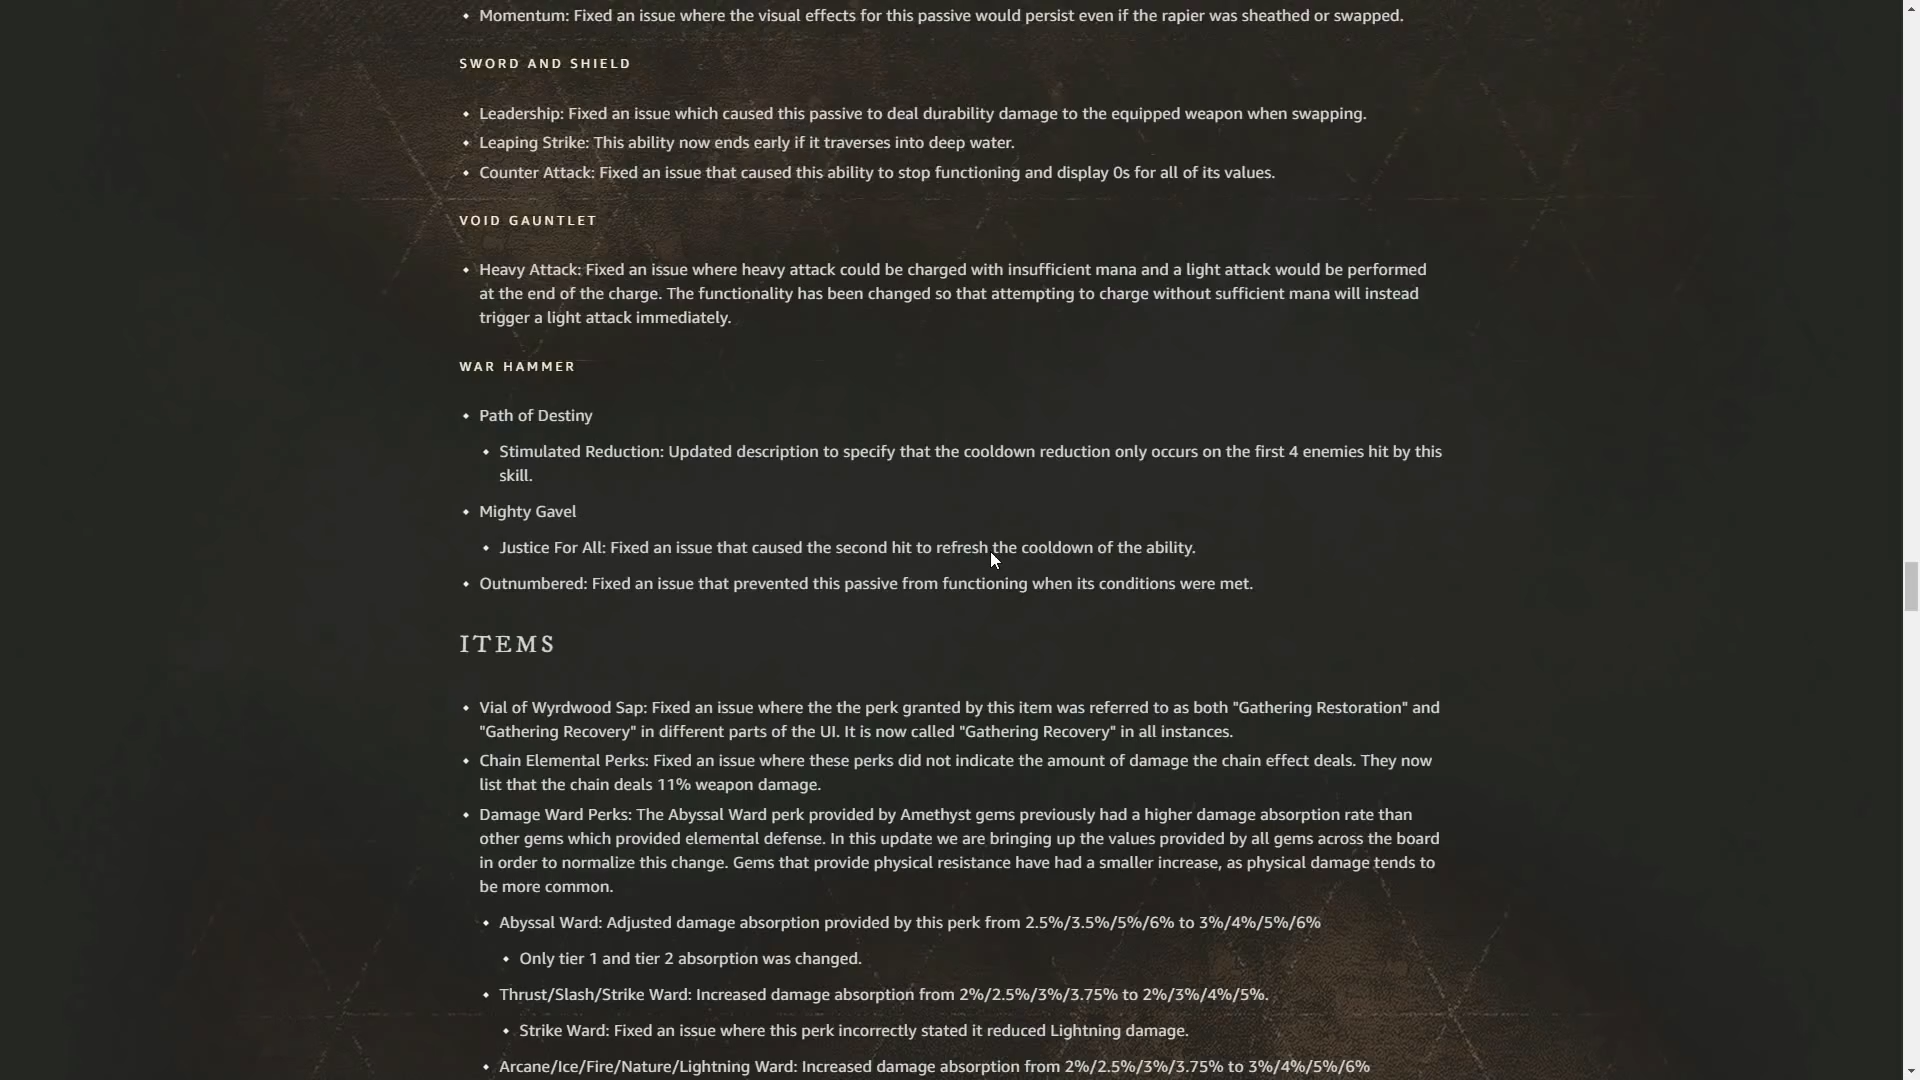 Momentum: Fixed an issue where the visual effects for this passive would persist even if the rapier was sheathed or swapped.
SWORD AND SHIELD
Leadership: Fixed an issue which caused this passive to deal durability damage to the equipped weapon when swapping.
Leaping Strike: This ability now ends early if it traverses into deep water.
Counter Attack: Fixed an issue that caused this ability to stop functioning and display 0s for all of its values.
VOID GAUNTLET
Heavy Attack: Fixed an issue where heavy attack could be charged with insufficient mana and a light attack would be performed
at the end of the charge. The functionality has been changed so that attempting to charge without sufficient mana will instead
trigger a light attack immediately.
WAR HAMMER
Path of Destiny
Stimulated Reduction: Updated description to specify that the cooldown reduction only occurs on the first 4 enemies hit by this
skill.
Mighty Gavel
Justice For All: Fixed an issue that caused the second hit to refresh the cooldown of the ability.
Outnumbered: Fixed an issue that prevented this passive from functioning when its conditions were met.
ITEMS
Vial of Wyrdwood Sap: Fixed an issue where the the perk granted by this item was referred to as both "Gathering Restoration" and
"Gathering Recovery" in different parts of the UI. It is now called "Gathering Recovery" in all instances.
Chain Elemental Perks: Fixed an issue where these perks did not indicate the amount of damage the chain effect deals. They now
list that the chain deals 11% weapon damage.
Damage Ward Perks: The Abyssal Ward perk provided by Amethyst gems previously had a higher damage absorption rate than
other gems which provided elemental defense. In this update we are bringing up the values provided by all gems across the board
in order to normalize this change. Gems that provide physical resistance have had a smaller increase, as physical damage tends to
be more common.
Abyssal Ward: Adjusted damage absorption provided by this perk from 2.5%/3.5%/5%/6% to 3%/4%/5%/6%
Only tier 1 and tier 2 absorption was changed.
Thrust/Slash/Strike Ward: Increased damage absorption from 2%/2.5%/3%/3.75% to 2%/3%/4%/5%.
Strike Ward: Fixed an issue where this perk incorrectly stated it reduced Lightning damage.
Arcane/Ice/Fire/Nature/Lightning Ward: Increased damage absorption from 2%/2.5%/3%/3.75% to 3%/4%/5%/6%